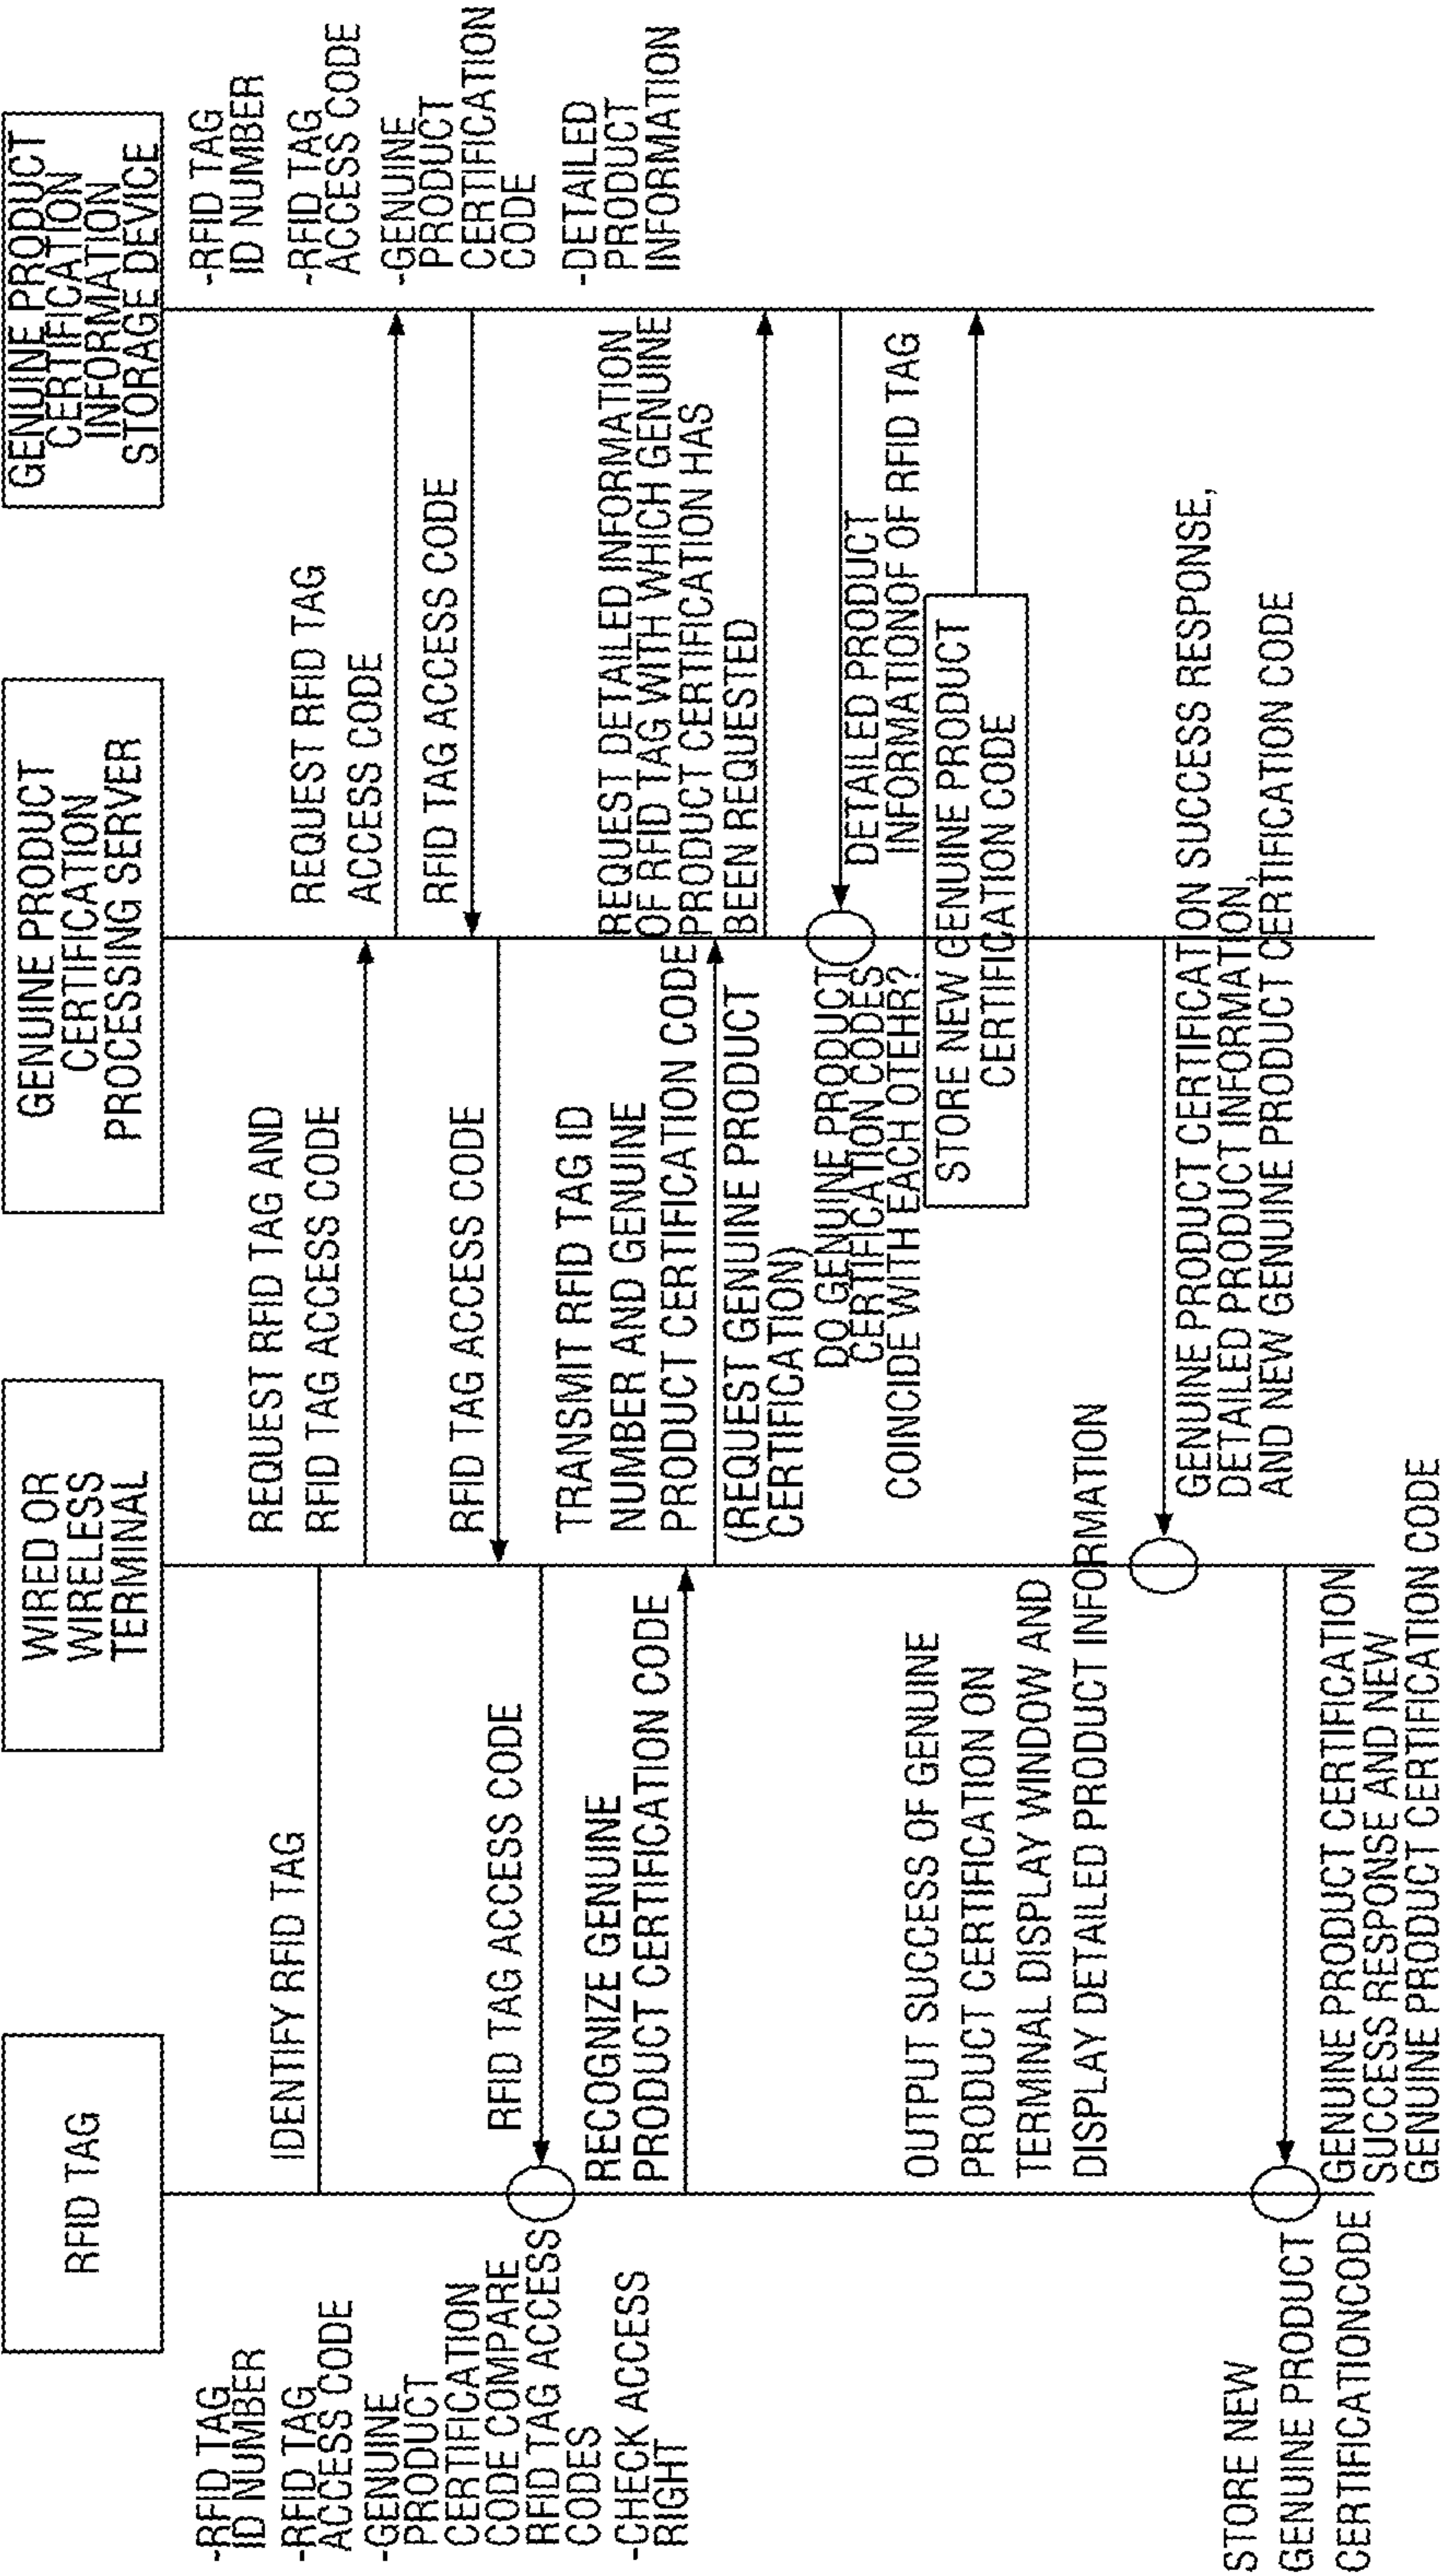 RFID TAG
WIRED OR
WIRELESS
TERMINAL
GENUINE PRODUCT
CERTIFICATION
PROCESSING SERVER
GENUINE PRODUCT
CERTIFICATION
INFORMATION
STORAGE DEVICE
-RFID TAG
ID NUMBER
-RFID TAG
ACCESS CODE
-GENUINE
PRODUCT
CERTIFICATION
CODE COMPARE
RFID TAG ACCESS
CODES
-CHECK ACCESS
RIGHT
-RFID TAG
ID NUMBER
-RFID TAG
ACCESS CODE
-GENUINE
PRODUCT
CERTIFICATION
CODE
-DETAILED
PRODUCT
INFORMATION
IDENTIFY RFID TAG
REQUEST RFID TAG AND
RFID TAG ACCESS CODE
REQUEST RFID TAG
ACCESS CODE
RFID TAG ACCESS CODE
RFID TAG ACCESS CODE
RFID TAG ACCESS CODE
RECOGNIZE GENUINE
PRODUCT CERTIFICATION CODE
TRANSMIT RFID TAG ID
NUMBER AND GENUINE
PRODUCT CERTIFICATION CODE
(REQUEST GENUINE PRODUCT
CERTIFICATION)
REQUEST DETAILED INFORMATION
OF RFID TAG WITH WHICH GENUINE
PRODUCT CERTIFICATION HAS
BEEN REQUESTED
DETAILED PRODUCT
INFORMATIONOF OF RFID TAG
DO GENUINE PRODUCT
CERTIFICATION CODES
COINCIDE WITH EACH OTEHR?
STORE NEW GENUINE PRODUCT
CERTIFICATION CODE
GENUINE PRODUCT CERTIFICATION SUCCESS RESPONSE,
DETAILED PRODUCT INFORMATION,
AND NEW GENUINE PRODUCT CERTIFICATION CODE
OUTPUT SUCCESS OF GENUINE
PRODUCT CERTIFICATION ON
TERMINAL DISPLAY WINDOW AND
DISPLAY DETAILED PRODUCT INFORMATION
GENUINE PRODUCT CERTIFICATION
SUCCESS RESPONSE AND NEW
GENUINE PRODUCT CERTIFICATION CODE
STORE NEW
GENUINE PRODUCT
CERTIFICATIONCODE